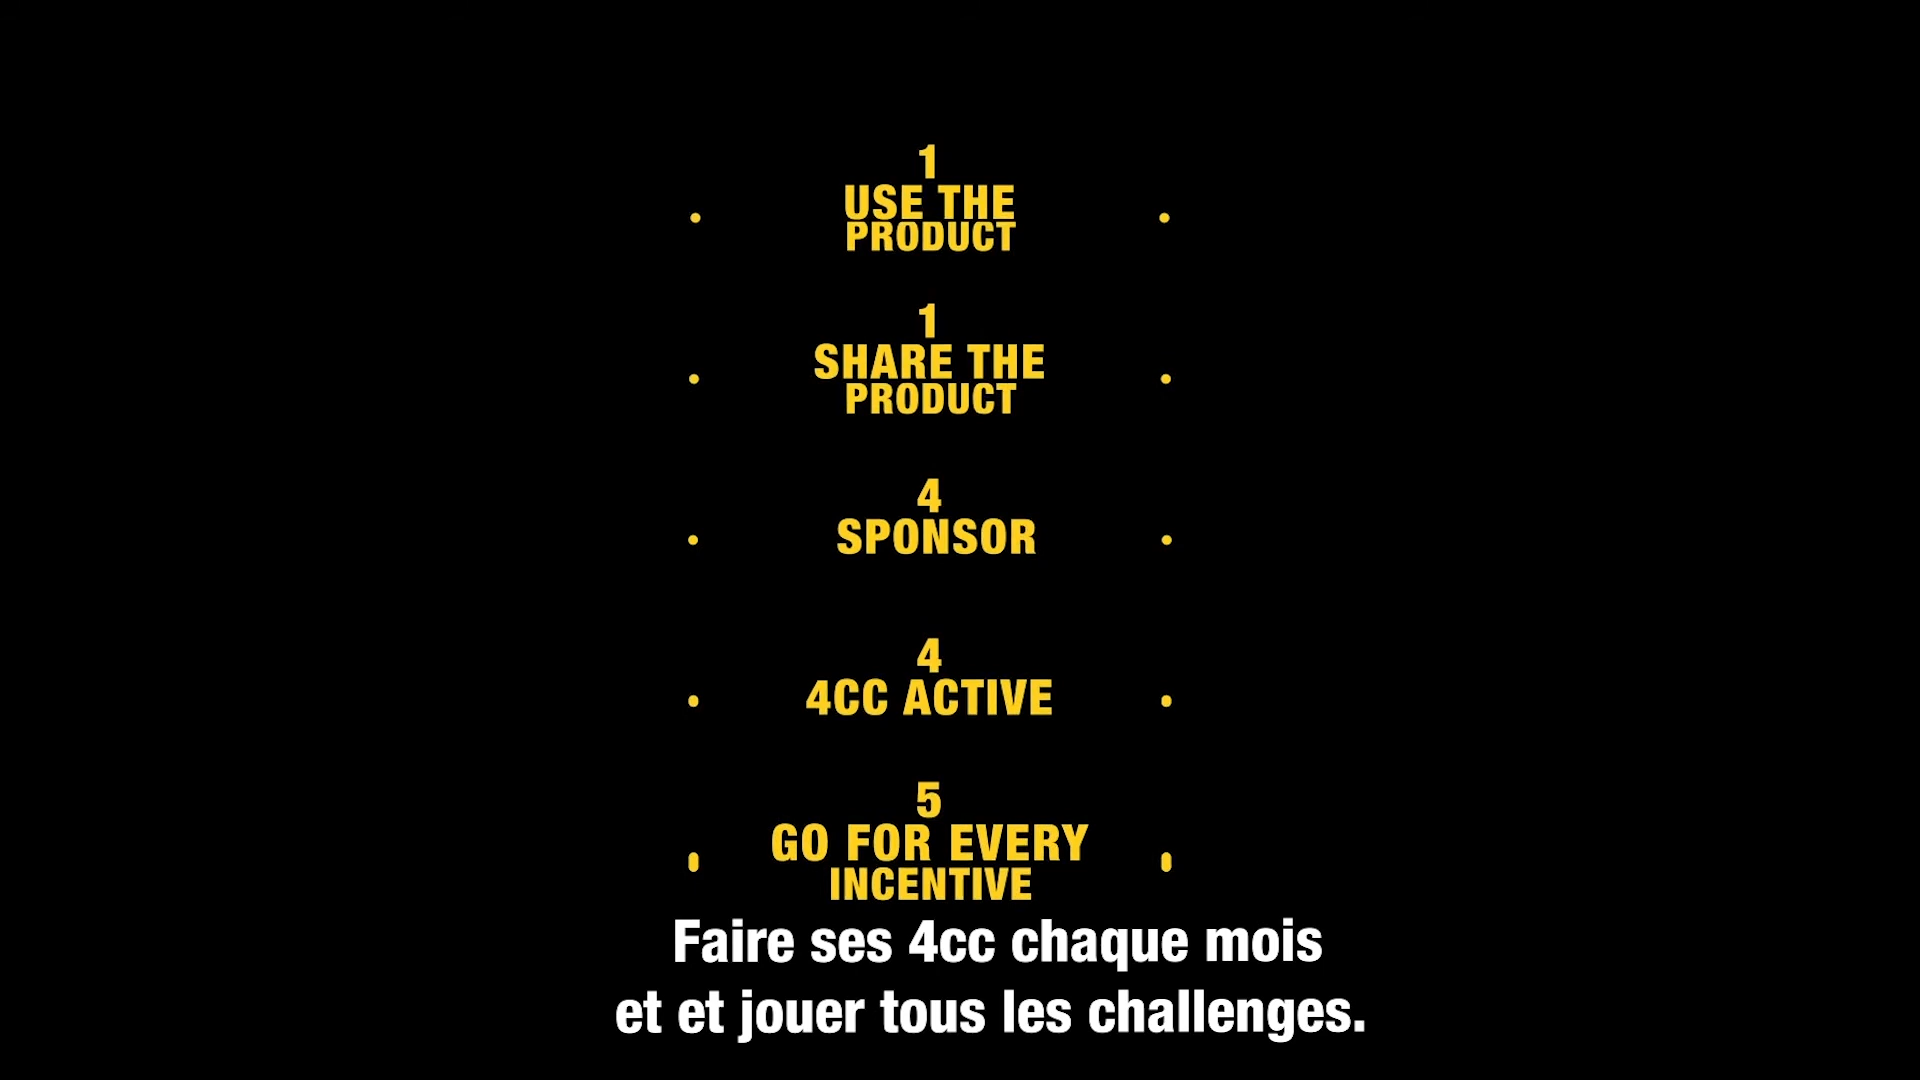 1
USE THE
PRODUCT
1
SHARE THE
PRODUCT
4
SPONSOR
4
4CC ACTIVE
5
GO FOR EVERY
INCENTIVE
Faire ses 4cc chaque mois
et et jouer tous les challenges.